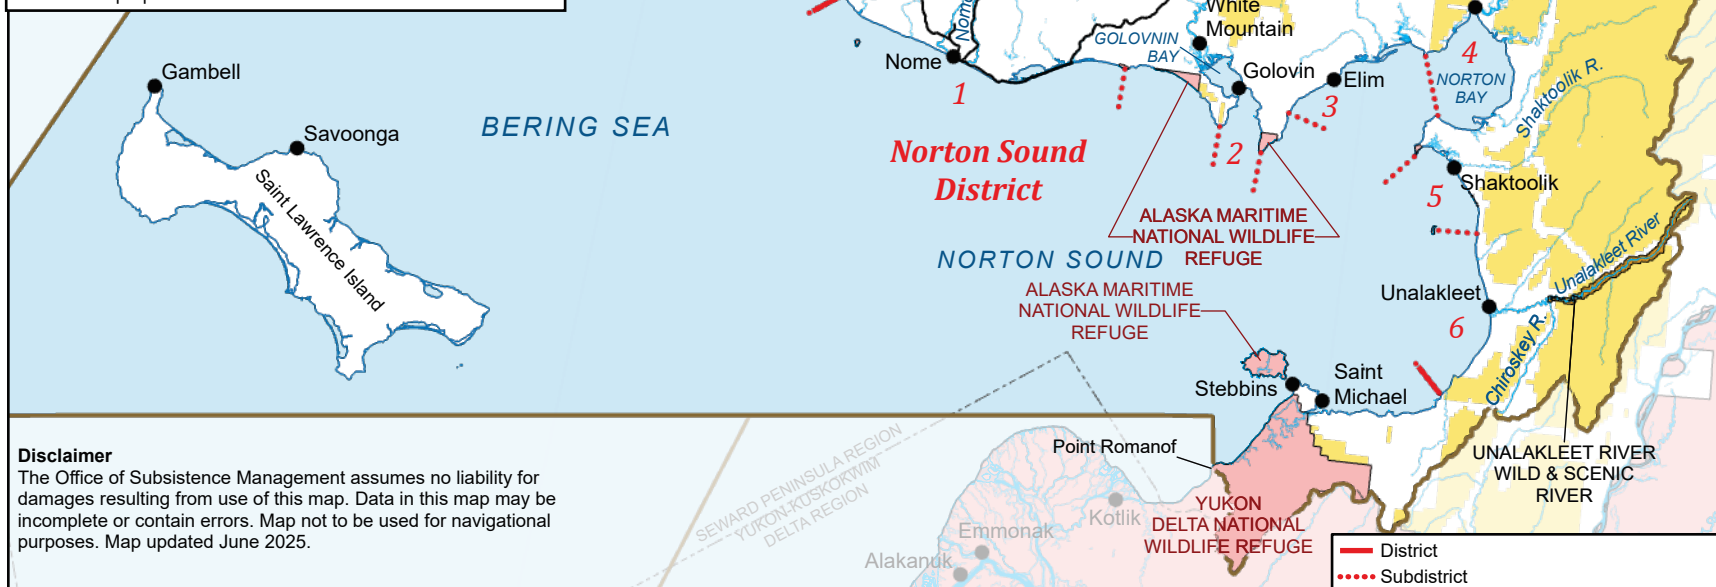 White
Mountain
Nome
GOLOVNIN
BAY
Golovin
Elim
4
NORTON
BAY
Shaktoolik R.
Gambell
Savoonga
Saint Lawrence Island
BERING SEA
Nome
1
2
3
Norton Sound
District
Shaktoolik
5
ALASKA MARITIME
NATIONAL WILDLIFE
REFUGE
NORTON SOUND
ALASKA MARITIME
NATIONAL WILDLIFE
REFUGE
Unalakleet River
Unalakleet
6
Chiroskey R.
Stebbins
Saint
Michael
Point Romanof
UNALAKLEET RIVER
WILD & SCENIC
RIVER
YUKON
DELTA NATIONAL
WILDLIFE REFUGE
SEWARD PENINSULA REGION
YUKON-KUSKOKWIM
DELTA REGION
Kotlik
Emmonak
Alakanuk
Disclaimer
The Office of Subsistence Management assumes no liability for
damages resulting from use of this map. Data in this map may be
incomplete or contain errors. Map not to be used for navigational
purposes. Map updated June 2025.
District
Subdistrict